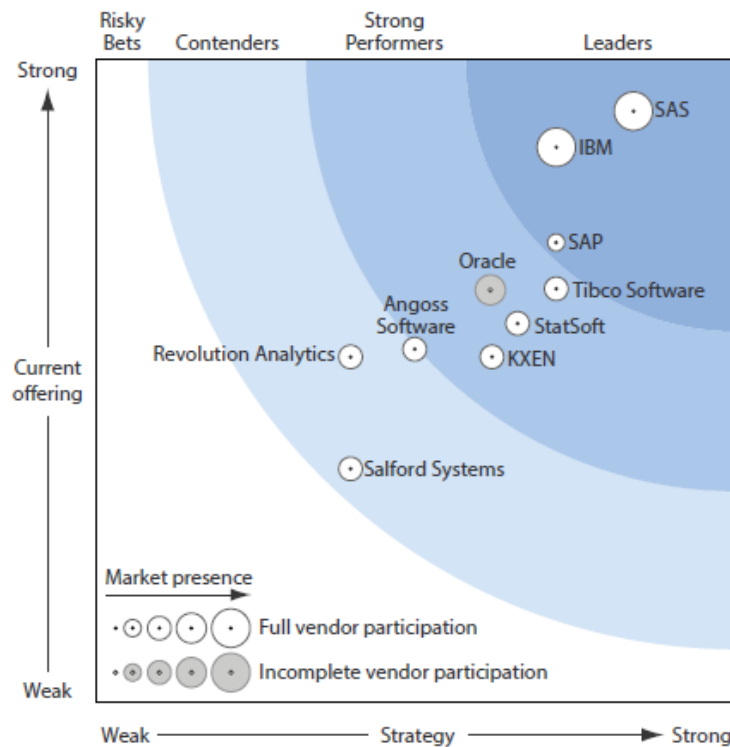 Risky
Bets
Contenders
Strong
Performers
Leaders
Strong
SAS
IBM
SAP
Oracle
Tibco Software
Angoss
Software
StatSoft
Revolution Analytics
KXEN
Current
offering
Salford Systems
Market presence
Full vendor participation
Incomplete vendor participation
Weak
Weak
Strategy
Strong